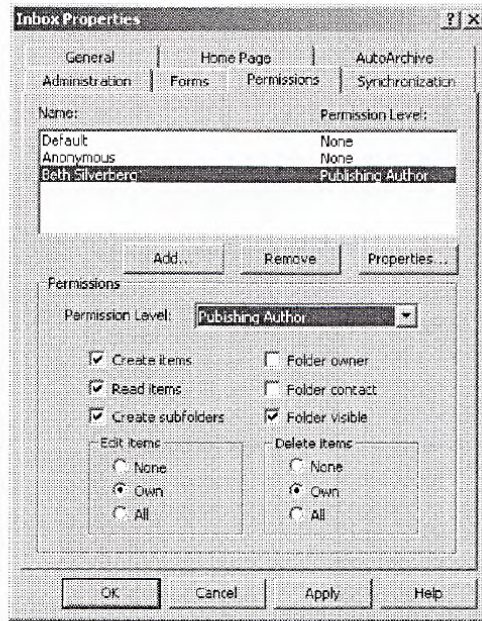 Inbox Properties
General Home Page AutoArchive
Administration Forms Permissions Synchronization
Name: Permission Level:
Default None
Anonymous None
Beth Silverberg Publishing Author
Add... Remove Properties...
Permissions
Permission Level: Publishing Author
Create items Folder owner
Read items Folder contact
Create subfolders Folder visible
Edit items Delete items
None None
Own Own
All All
OK Cancel Apply Help